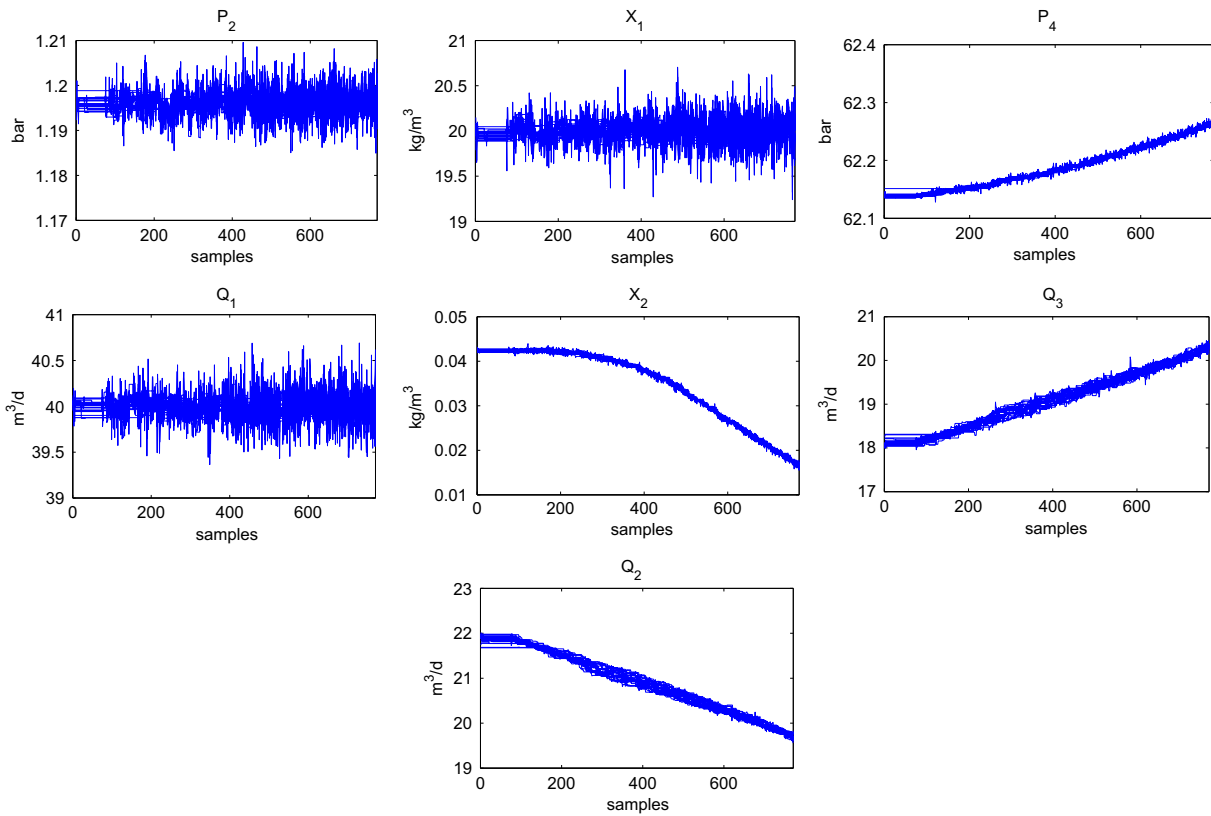 P2
1.21
1.2
1.19
1.18
1.17
bar
0 200 400 600
samples
X1
21
20.5
20
19.5
19
kg/m3
0 200 400 600
samples
P4
62.4
62.3
62.2
62.1
bar
0 200 400 600
samples
Q1
41
40.5
40
39.5
39
m3/d
0 200 400 600
samples
X2
0.05
0.04
0.03
0.02
0.01
kg/m3
0 200 400 600
samples
Q3
21
20
19
18
17
m3/d
0 200 400 600
samples
Q2
23
22
21
20
19
m3/d
0 200 400 600
samples